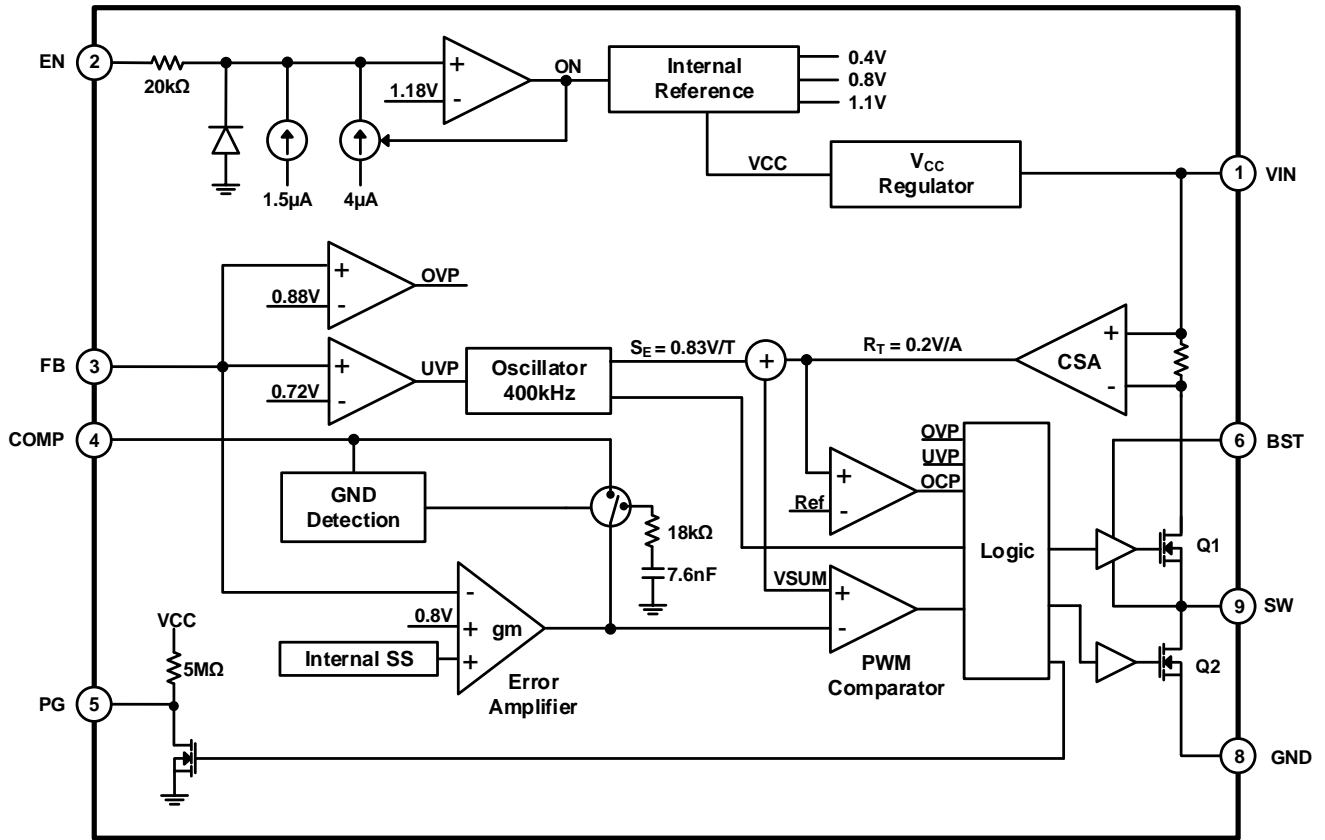 EN
2
20kΩ
1.5µA
4µA
+
-
1.18V
ON
Internal
Reference
0.4V
0.8V
1.1V
VCC
VCC
Regulator
1
VIN
+
-
0.88V
OVP
FB
3
+
-
0.72V
UVP
Oscillator
400kHz
SE = 0.83V/T
+
RT = 0.2V/A
CSA
+
-
COMP
4
GND
Detection
18kΩ
7.6nF
OVP
UVP
OCP
+
-
Ref
Logic
6
BST
Q1
VSUM
+
-
PWM
Comparator
9
SW
Q2
-
0.8V
+
gm
+
Internal SS
Error
Amplifier
VCC
5MΩ
PG
5
8
GND